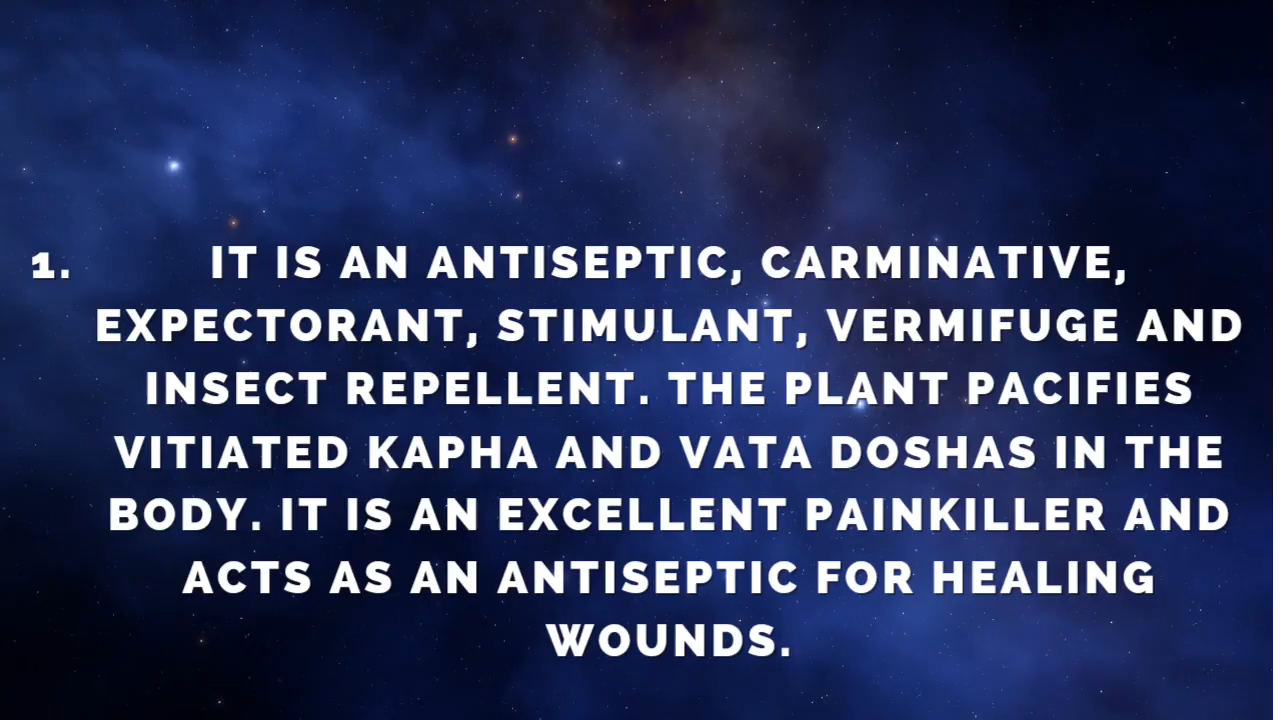 1. IT IS AN ANTISEPTIC, CARMINATIVE,
EXPECTORANT, STIMULANT, VERMIFUGE AND
INSECT REPELLENT. THE PLANT PACIFIES
VITIATED KAPHA AND VATA DOSHAS IN THE
BODY. IT IS AN EXCELLENT PAINKILLER AND
ACTS AS AN ANTISEPTIC FOR HEALING
WOUNDS.